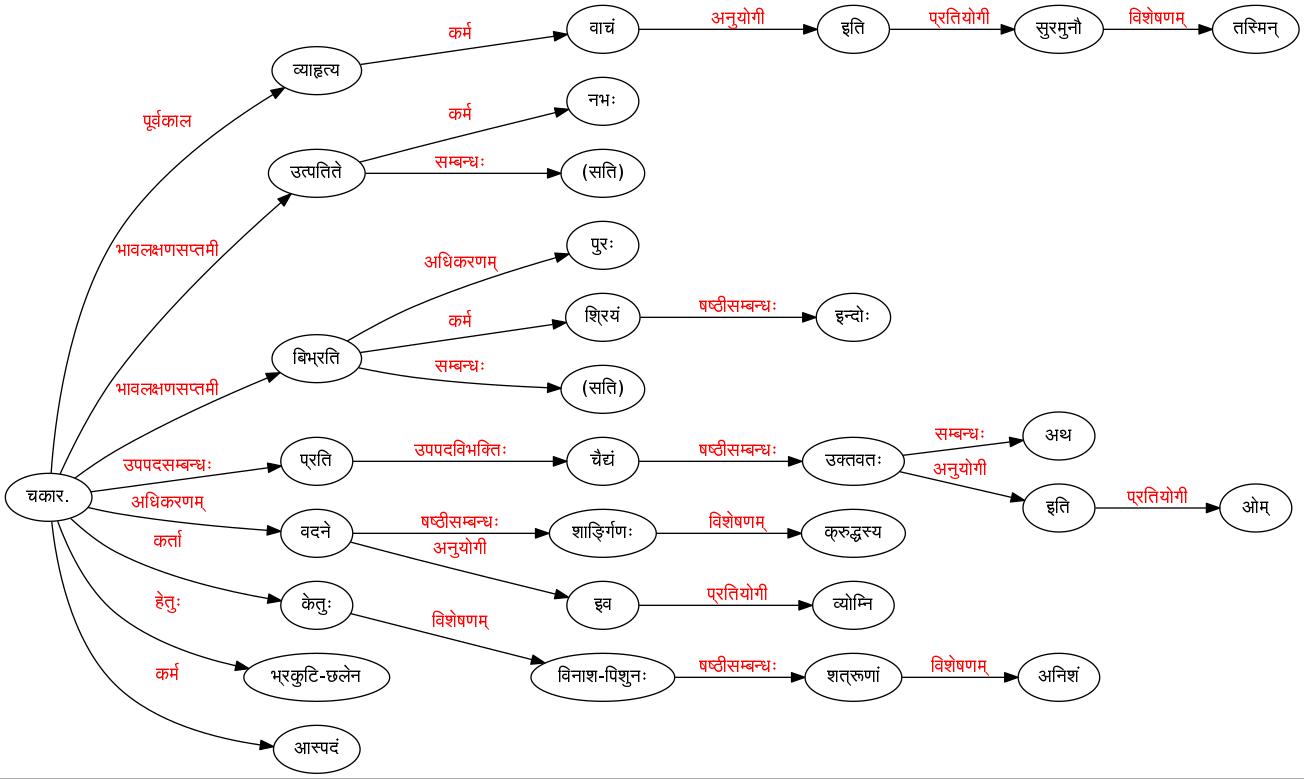 कर्म
वाचं
अनुयोगी
इति
प्रतियोगी
सुरमुनौ
विशेषणम्
तस्मिन्
व्याहृत्य
पूर्वकाल
कर्म
नभः
उत्पतिते
सम्बन्धः
(सति)
भावलक्षणसप्तमी
अधिकरणम्
पुरः
बिभ्रति
कर्म
श्रियं
षष्ठीसम्बन्धः
इन्दोः
सम्बन्धः
(सति)
भावलक्षणसप्तमी
चकार.
उपपदसम्बन्धः
प्रति
उपपदविभक्तिः
चैद्यं
षष्ठीसम्बन्धः
उक्तवतः
सम्बन्धः
अथ
अनुयोगी
इति
प्रतियोगी
ओम्
अधिकरणम्
वदने
षष्ठीसम्बन्धः
शार्ङ्गिणः
विशेषणम्
क्रुद्धस्य
अनुयोगी
इव
प्रतियोगी
व्योम्नि
कर्ता
केतुः
विशेषणम्
विनाश-पिशुनः
षष्ठीसम्बन्धः
शत्रूणां
विशेषणम्
अनिशं
हेतुः
भ्रकुटि-छलेन
कर्म
आस्पदं